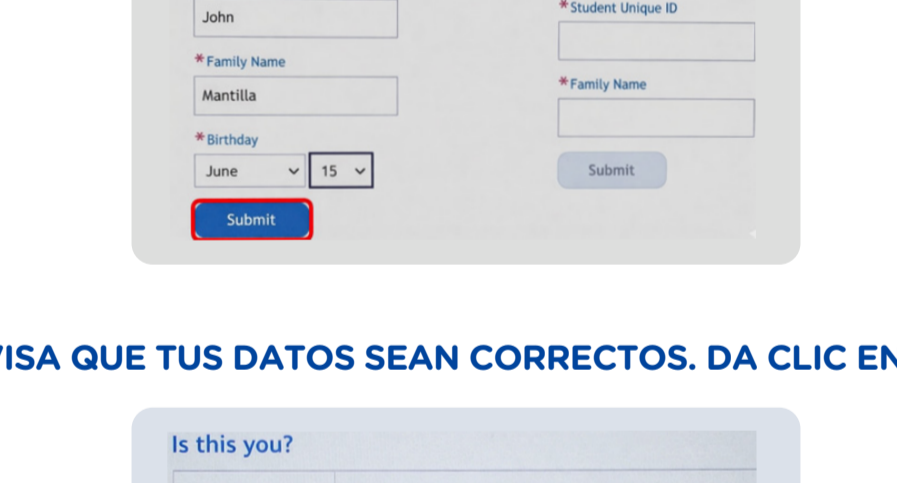 John
*Family Name
Mantilla
*Birthday
June 15
Submit
*Student Unique ID
*Family Name
Submit
VISA QUE TUS DATOS SEAN CORRECTOS. DA CLIC EN
Is this you?